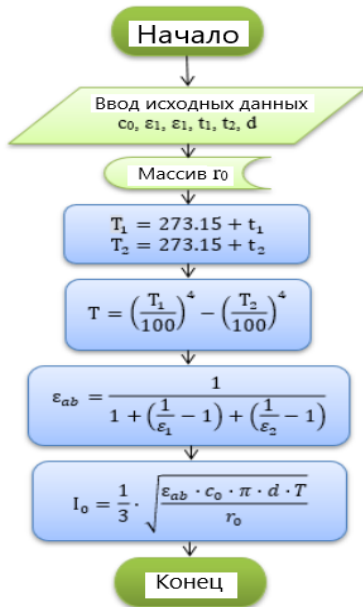 Начало
Ввод исходных данных
c₀, ε₁, ε₁, t₁, t₂, d
Массив r₀
T₁ = 273.15 + t₁
T₂ = 273.15 + t₂
T = (T₁/100)⁴ − (T₂/100)⁴
ε_ab = 1/(1 + (1/ε₁ − 1) + (1/ε₂ − 1))
I₀ = 1/3 · √(ε_ab · c₀ · π · d · T / r₀)
Конец